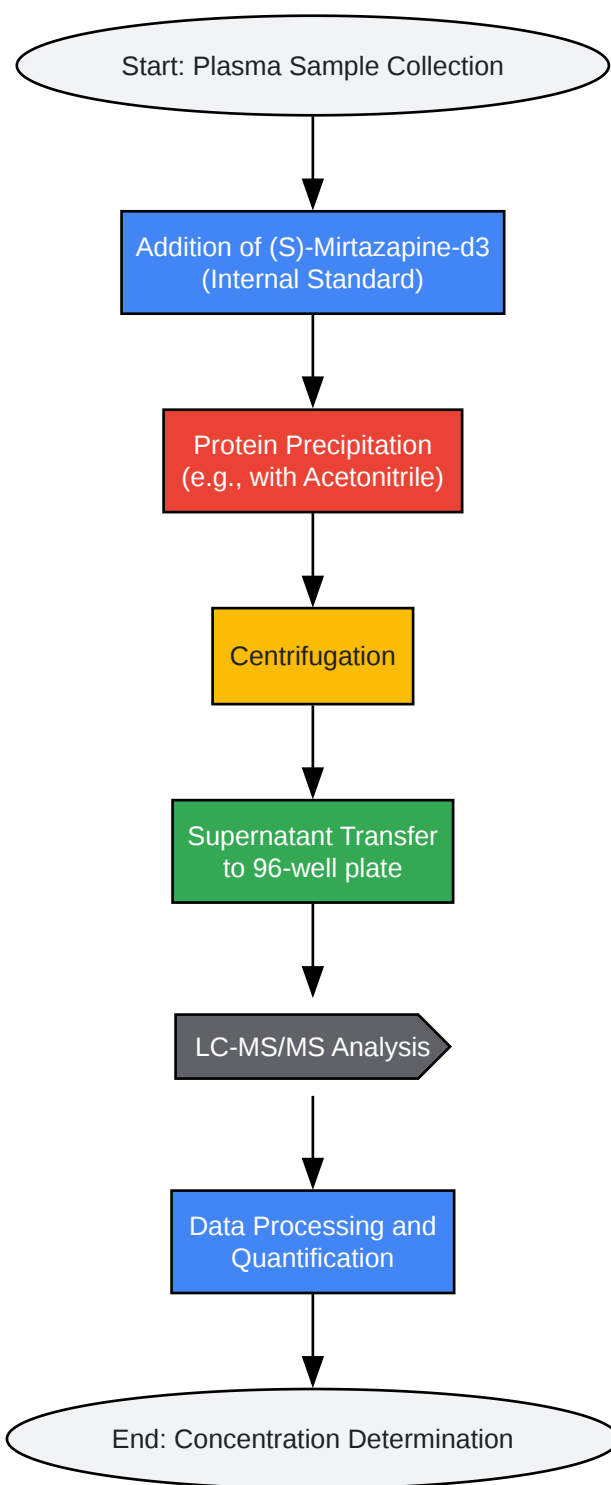 Start: Plasma Sample Collection
Addition of (S)-Mirtazapine-d3
(Internal Standard)
Protein Precipitation
(e.g., with Acetonitrile)
Centrifugation
Supernatant Transfer
to 96-well plate
LC-MS/MS Analysis
Data Processing and
Quantification
End: Concentration Determination